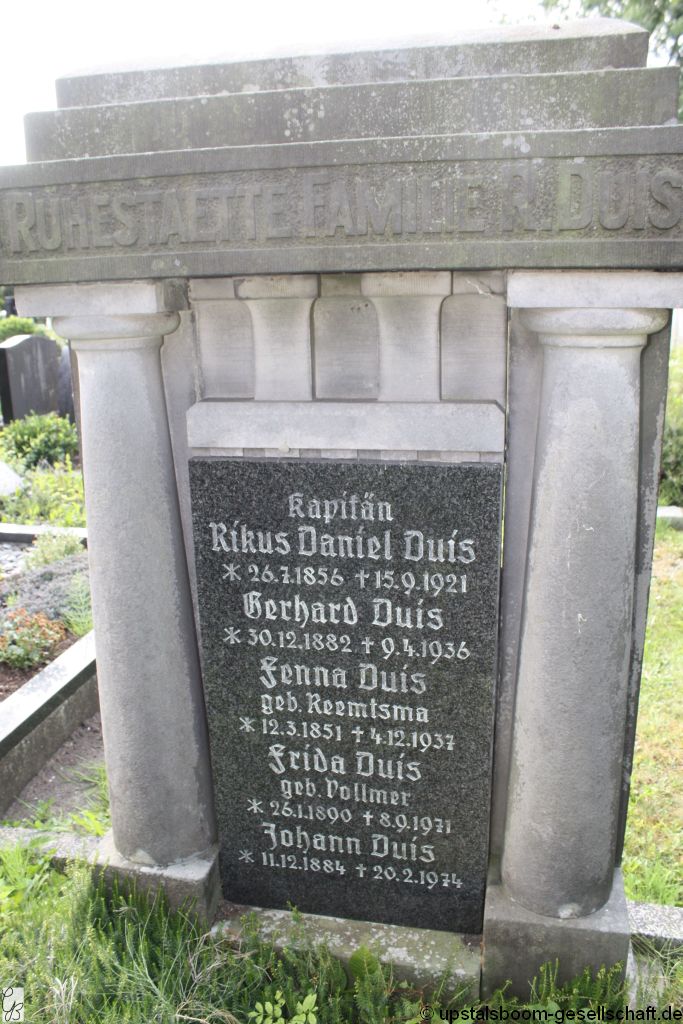 RUHESTAETTE FAMILIE R. DUIS
Kapitän
Rikus Daniel Duis
* 26.7.1856 † 15.9.1921
Gerhard Duis
* 30.12.1882 † 9.4.1936
Fenna Duis
geb. Reemtsma
* 12.3.1851 † 4.12.1937
Frida Duis
geb. Vollmer
* 26.1.1890 † 8.9.1971
Johann Duis
* 11.12.1884 † 20.2.1974
© upstalsboom-gesellschaft.de